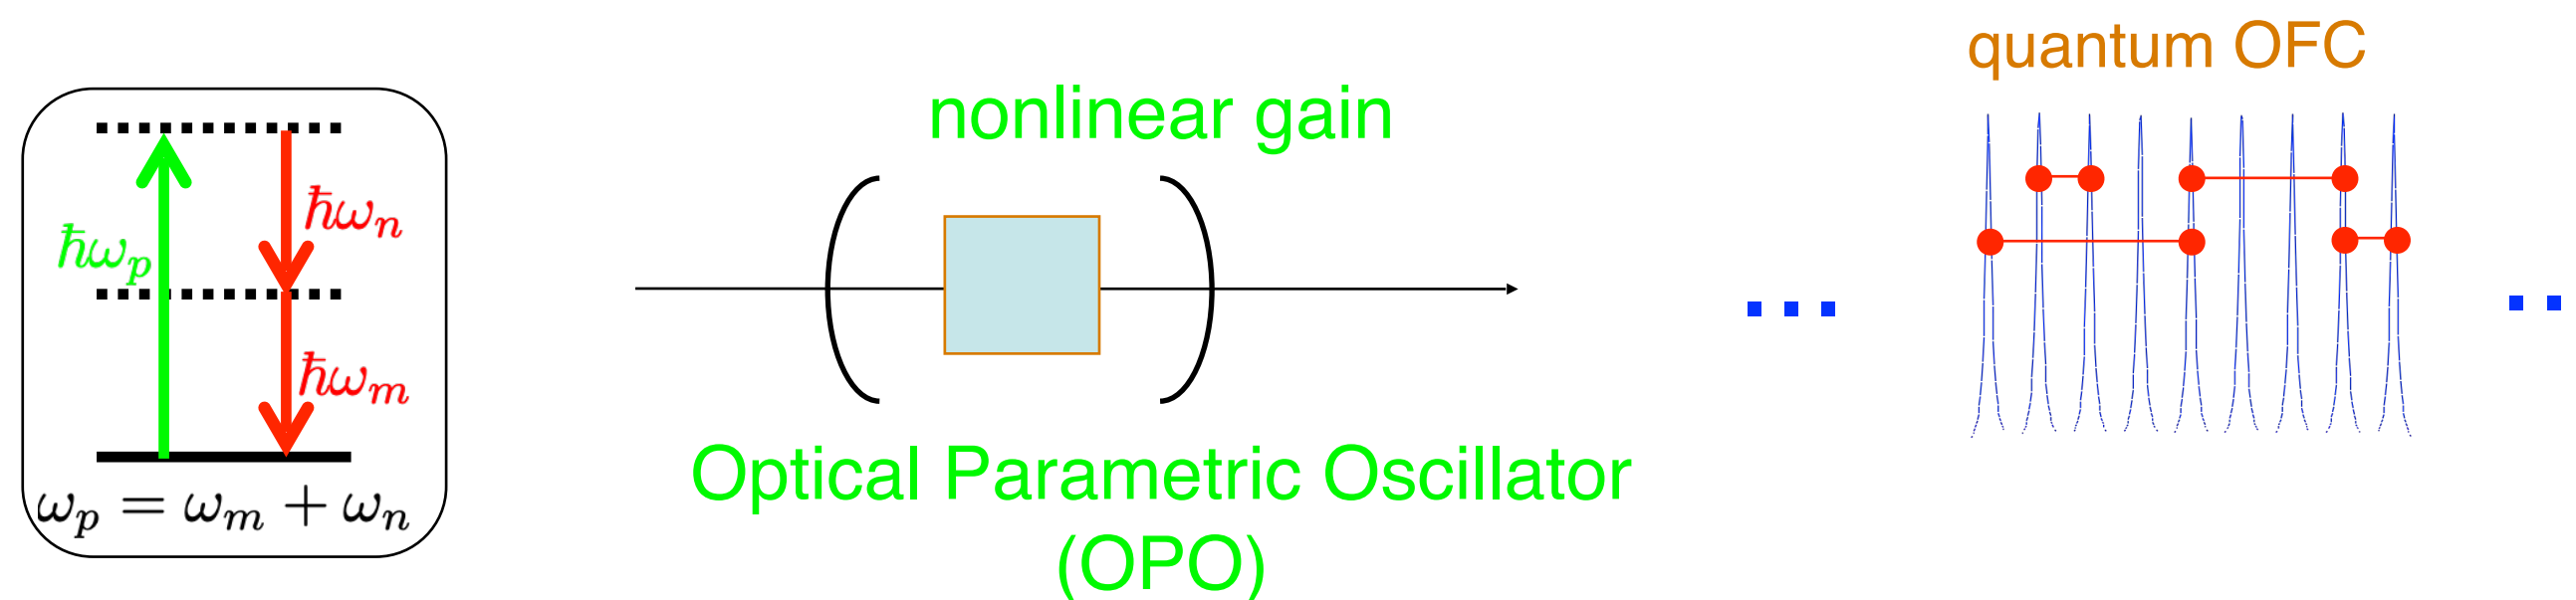 ħω_p
ħω_n
ħω_m
ω_p = ω_m + ω_n
nonlinear gain
Optical Parametric Oscillator
(OPO)
quantum OFC